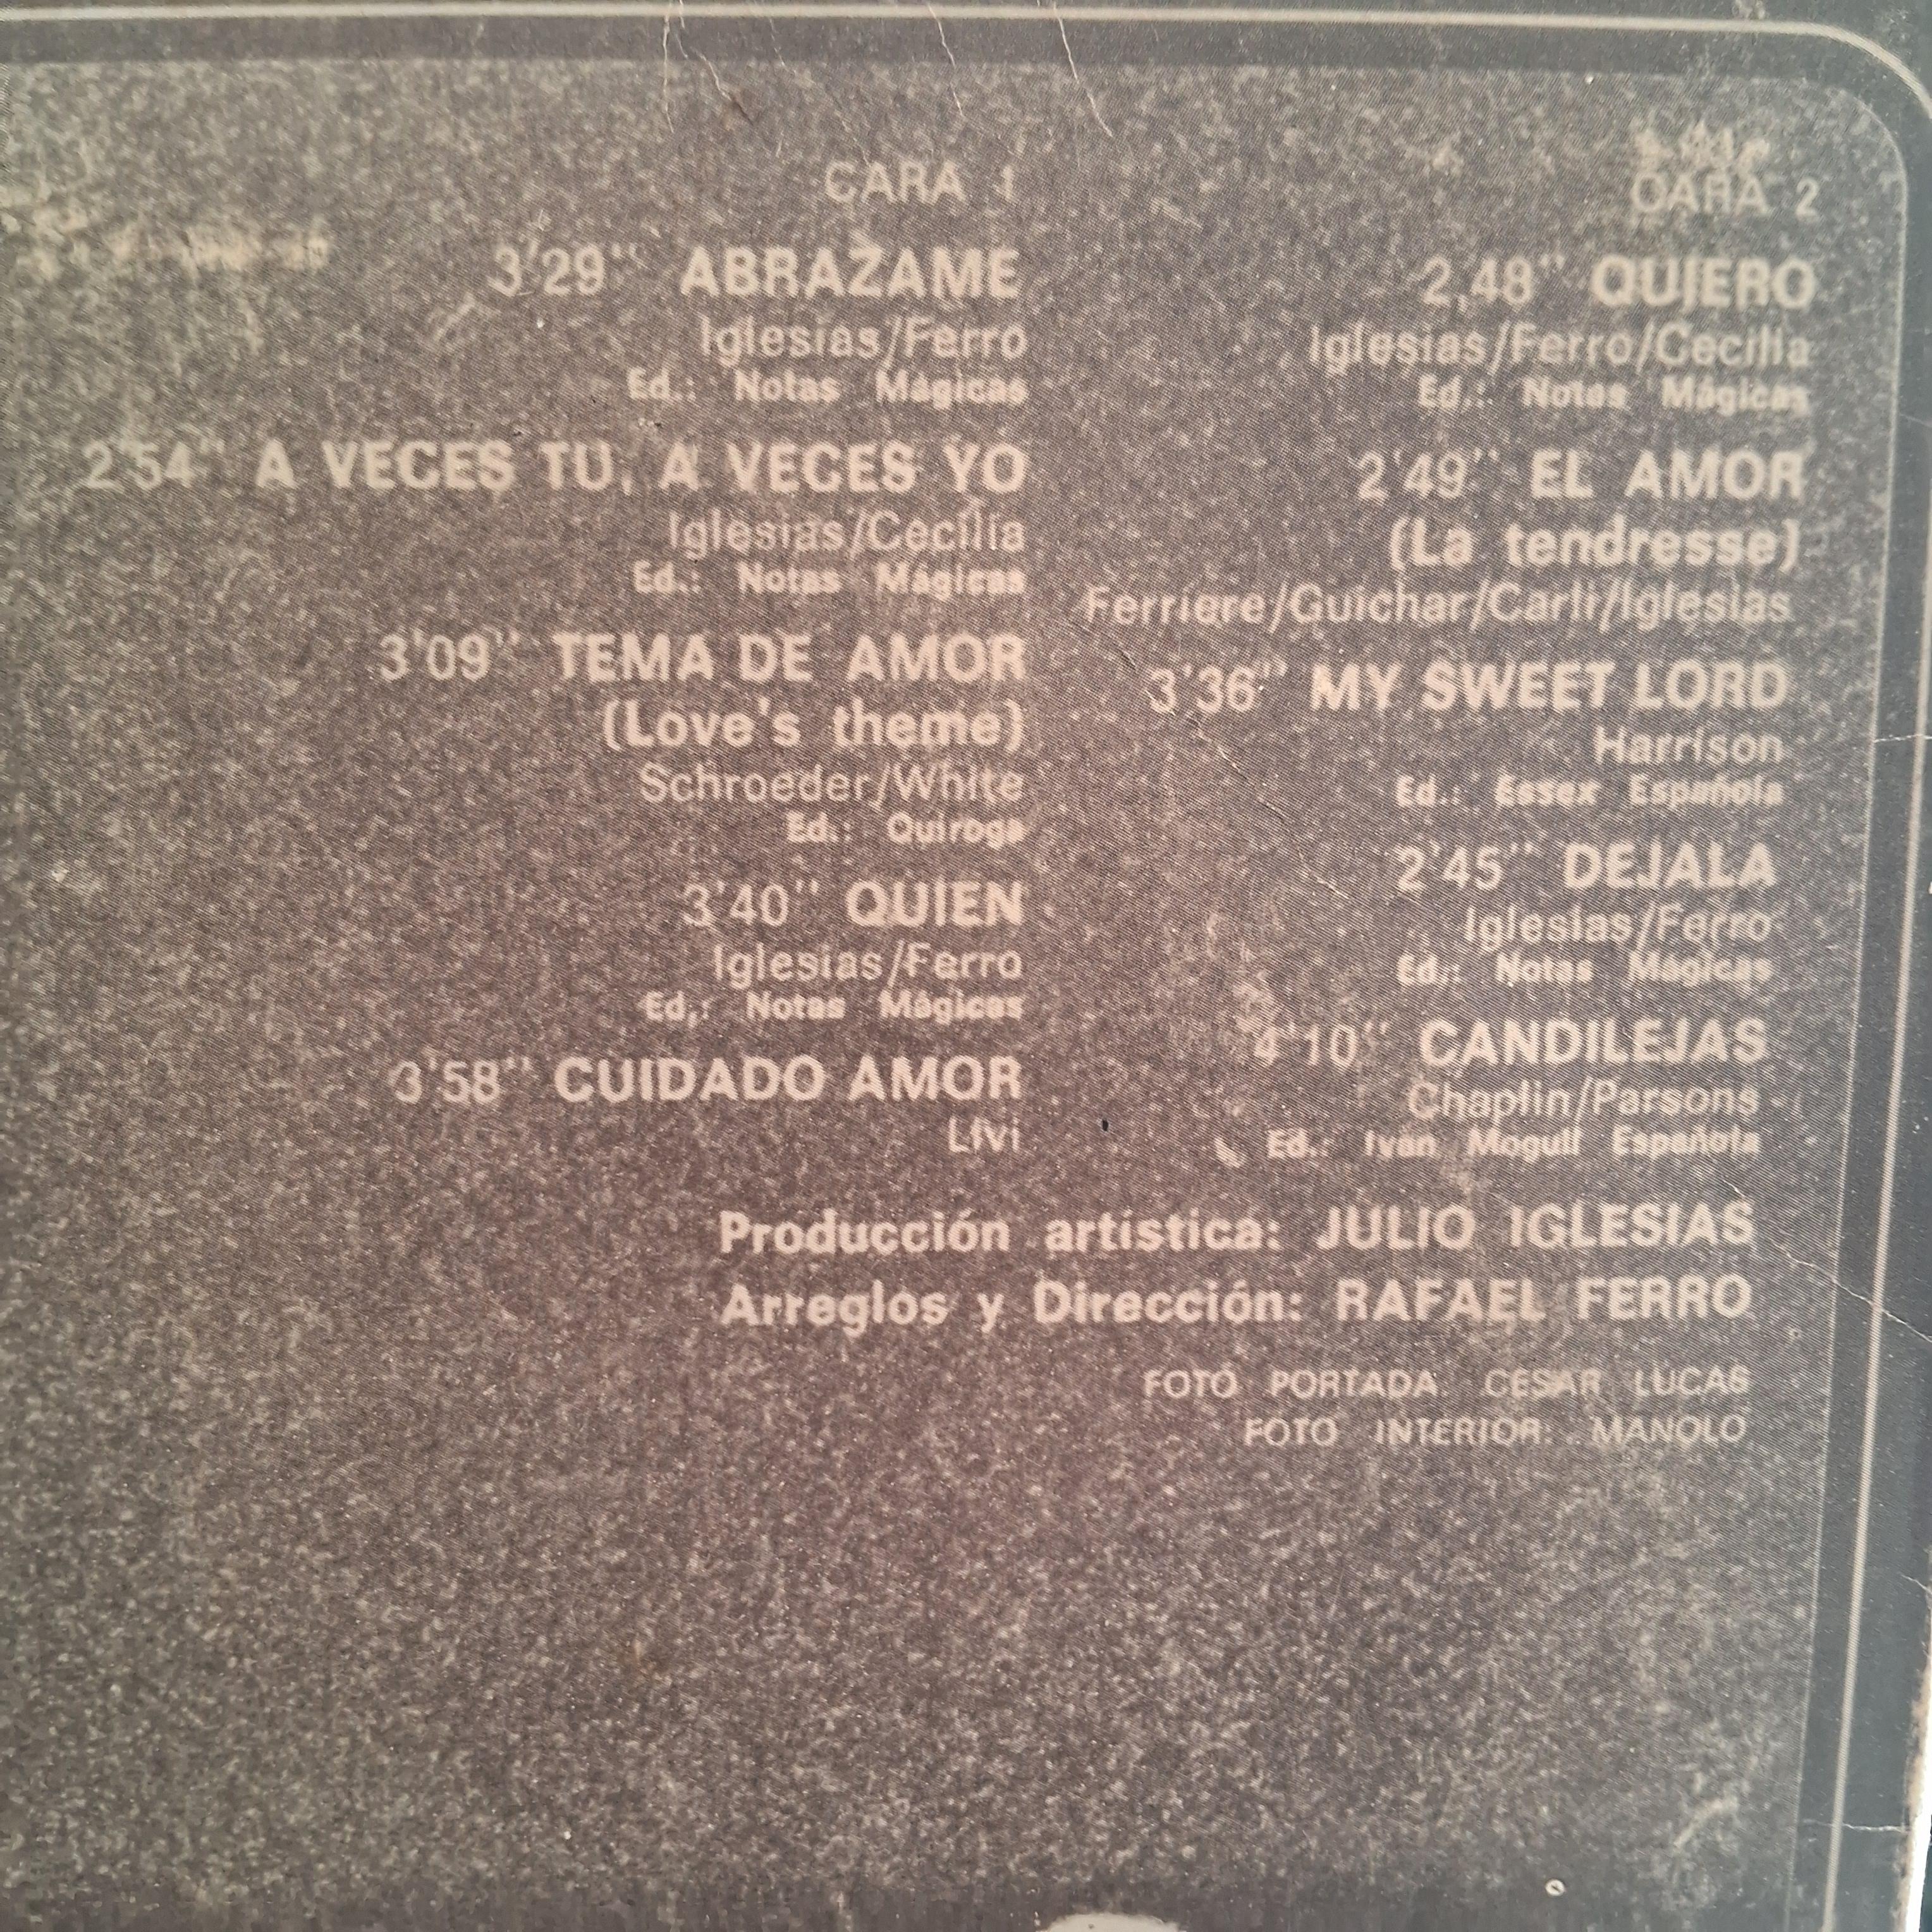 CARA 1
3'29'' ABRAZAME
Iglesias/Ferro
Ed.: Notas Mágicas
2'54'' A VECES TU, A VECES YO
Iglesias/Cecilia
Ed.: Notas Mágicas
3'09'' TEMA DE AMOR
(Love's theme)
Schroeder/White
Ed.: Quiroga
3'40'' QUIEN
Iglesias/Ferro
Ed.: Notas Mágicas
3'58'' CUIDADO AMOR
Livi
CARA 2
2,48'' QUIERO
Iglesias/Ferro/Cecilia
Ed.: Notas Mágicas
2'49'' EL AMOR
(La tendresse)
Ferriere/Guichar/Carli/Iglesias
3'36'' MY SWEET LORD
Harrison
Ed.: Essex Española
2'45'' DEJALA
Iglesias/Ferro
Ed.: Notas Mágicas
4'10'' CANDILEJAS
Chaplin/Parsons
Ed.: Ivan Mogull Española
Producción artística: JULIO IGLESIAS
Arreglos y Dirección: RAFAEL FERRO
FOTO PORTADA: CESAR LUCAS
FOTO INTERIOR: MANOLO